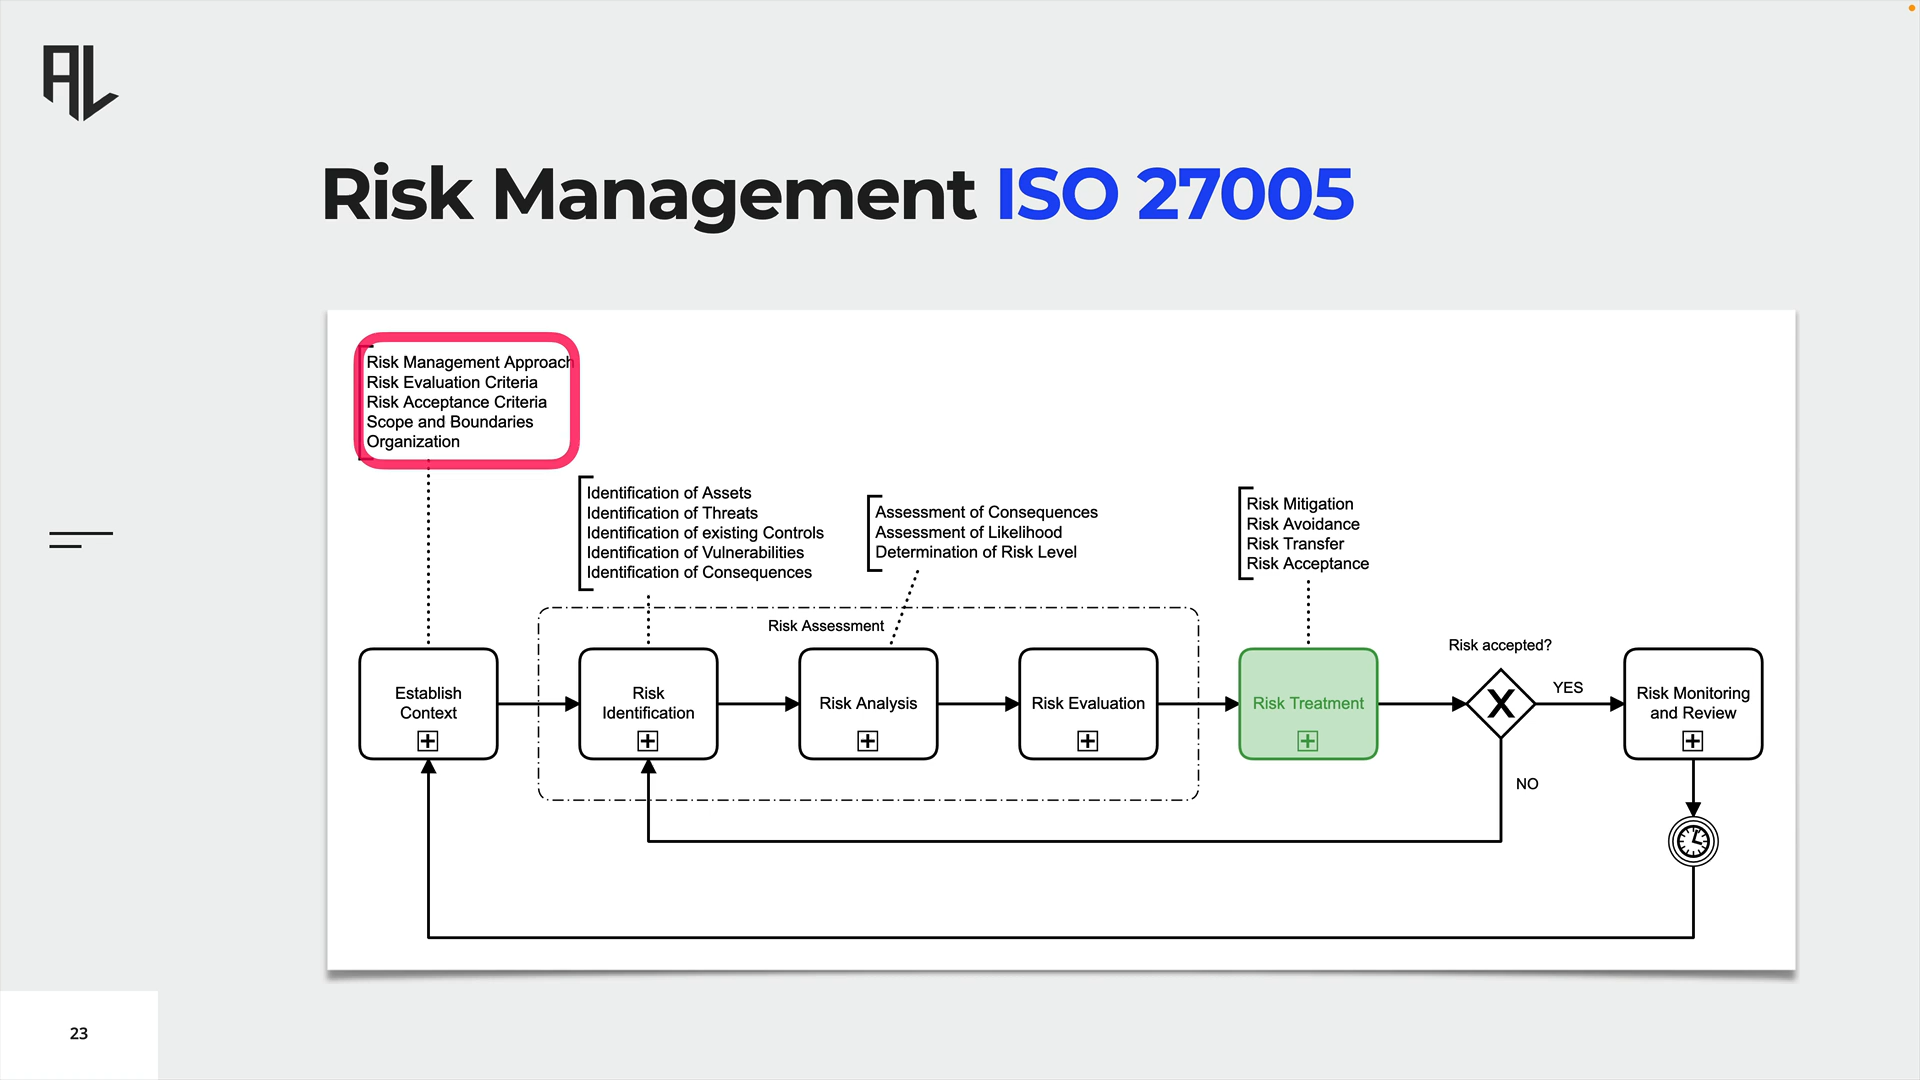 AL
Risk Management ISO 27005
Risk Management Approach
Risk Evaluation Criteria
Risk Acceptance Criteria
Scope and Boundaries
Organization
Identification of Assets
Identification of Threats
Identification of existing Controls
Identification of Vulnerabilities
Identification of Consequences
Assessment of Consequences
Assessment of Likelihood
Determination of Risk Level
Risk Mitigation
Risk Avoidance
Risk Transfer
Risk Acceptance
Risk Assessment
Establish
Context
Risk
Identification
Risk Analysis
Risk Evaluation
Risk Treatment
Risk accepted?
X
YES
NO
Risk Monitoring
and Review
23